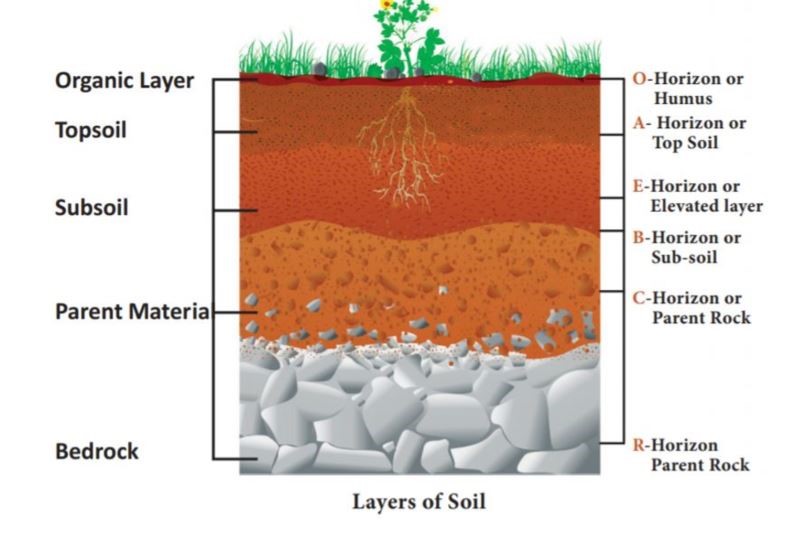 Organic Layer
Topsoil
Subsoil
Parent Material
Bedrock
O-Horizon or
Humus
A- Horizon or
Top Soil
E-Horizon or
Elevated layer
B-Horizon or
Sub-soil
C-Horizon or
Parent Rock
R-Horizon
Parent Rock
Layers of Soil